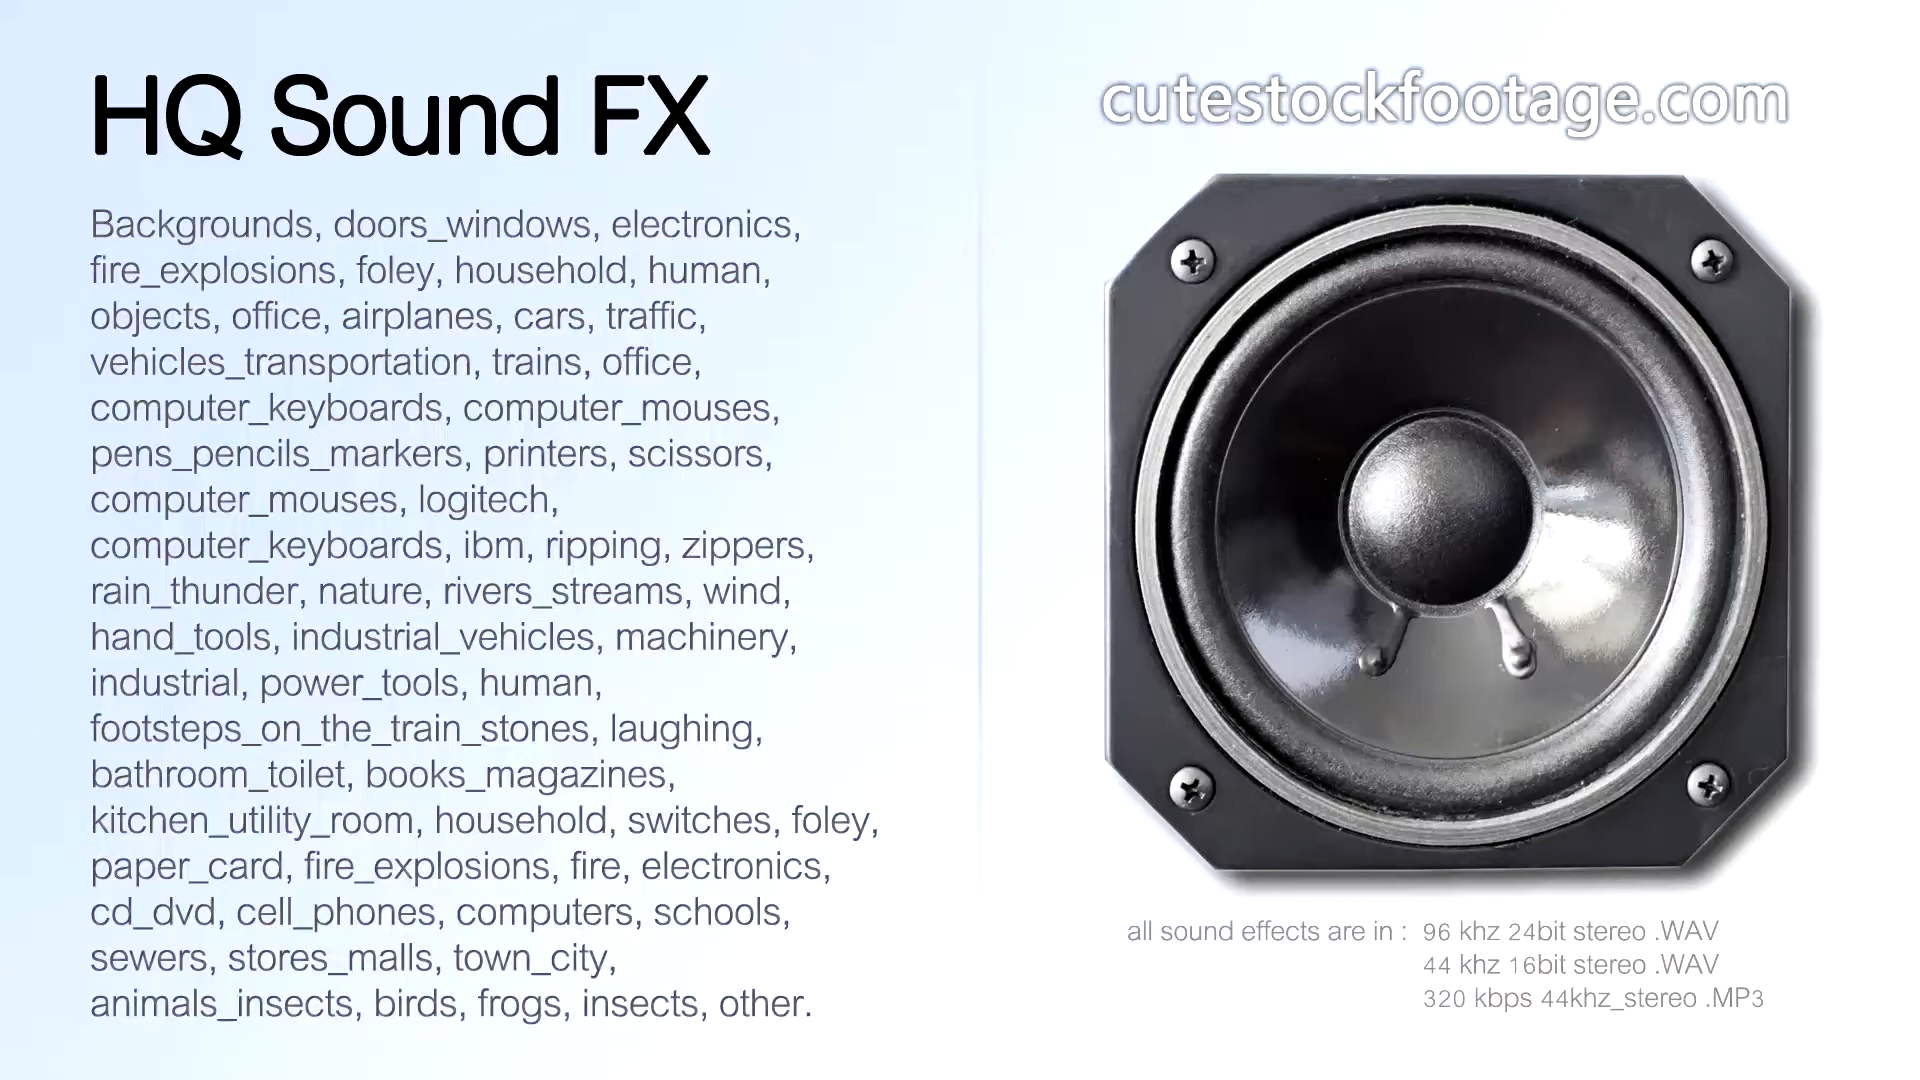 HQ Sound FX
cutestockfootage.com
Backgrounds, doors_windows, electronics,
fire_explosions, foley, household, human,
objects, office, airplanes, cars, traffic,
vehicles_transportation, trains, office,
computer_keyboards, computer_mouses,
pens_pencils_markers, printers, scissors,
computer_mouses, logitech,
computer_keyboards, ibm, ripping, zippers,
rain_thunder, nature, rivers_streams, wind,
hand_tools, industrial_vehicles, machinery,
industrial, power_tools, human,
footsteps_on_the_train_stones, laughing,
bathroom_toilet, books_magazines,
kitchen_utility_room, household, switches, foley,
paper_card, fire_explosions, fire, electronics,
cd_dvd, cell_phones, computers, schools,
sewers, stores_malls, town_city,
animals_insects, birds, frogs, insects, other.
all sound effects are in : 96 khz 24bit stereo .WAV
44 khz 16bit stereo .WAV
320 kbps 44khz_stereo .MP3